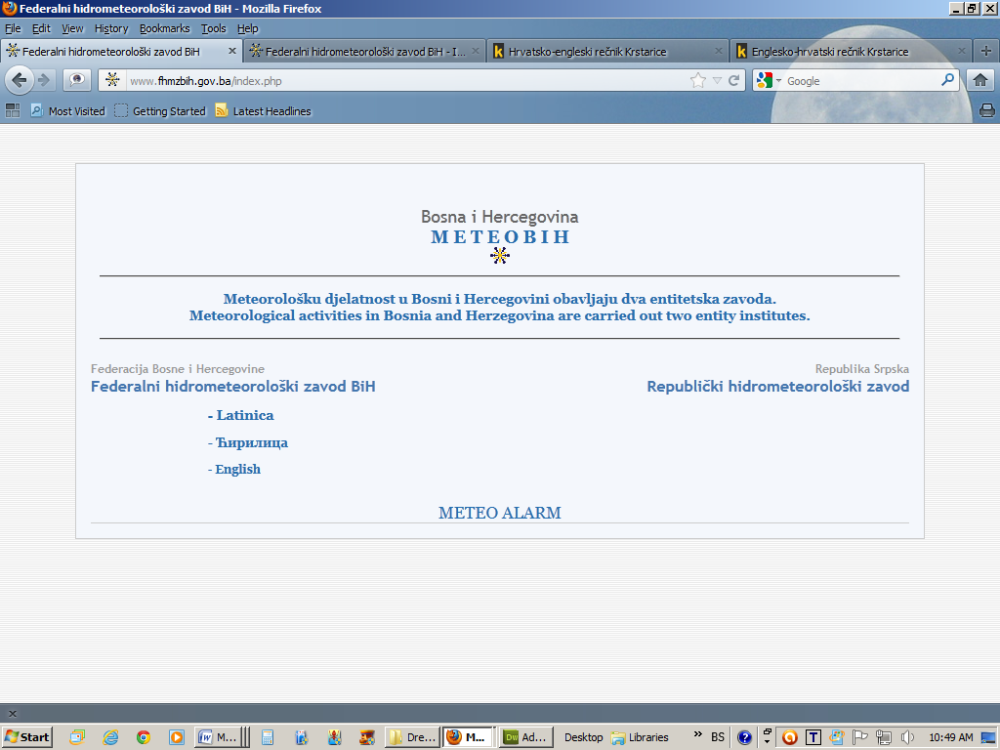 Federalni hidrometeorološki zavod BiH - Mozilla Firefox
File Edit View History Bookmarks Tools Help
Federalni hidrometeorološki zavod BiH
Federalni hidrometeorološki zavod BiH - I...
Hrvatsko-engleski rečnik Krstarice
Englesko-hrvatski rečnik Krstarice
www.fhmzbih.gov.ba/index.php
Google
Most Visited Getting Started Latest Headlines
Bosna i Hercegovina
METEOBIH
Meteorološku djelatnost u Bosni i Hercegovini obavljaju dva entitetska zavoda.
Meteorological activities in Bosnia and Herzegovina are carried out two entity institutes.
Federacija Bosne i Hercegovine
Federalni hidrometeorološki zavod BiH
Republika Srpska
Republički hidrometeorološki zavod
- Latinica
- Ћирилица
- English
METEO ALARM
Start M... Dre... M... Dw Ad... Desktop Libraries » BS T 10:49 AM